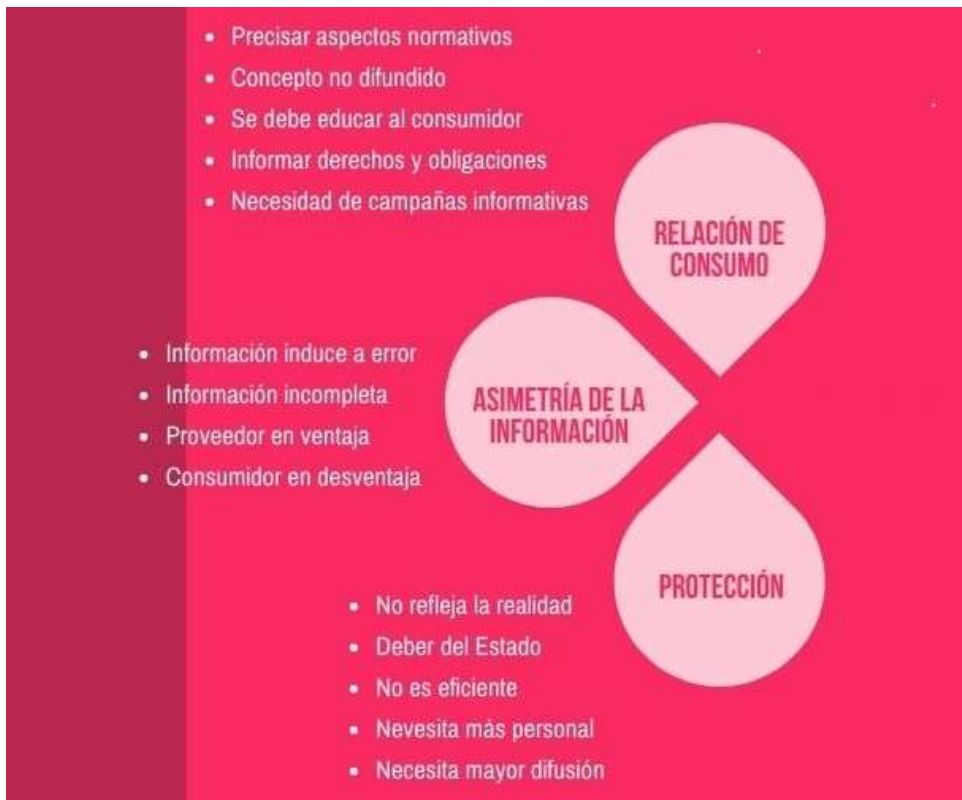 Precisar aspectos normativos
Concepto no difundido
Se debe educar al consumidor
Informar derechos y obligaciones
Necesidad de campañas informativas
RELACIÓN DE
CONSUMO
Información induce a error
Información incompleta
Proveedor en ventaja
Consumidor en desventaja
ASIMETRÍA DE LA
INFORMACIÓN
No refleja la realidad
Deber del Estado
No es eficiente
Nevesita más personal
Necesita mayor difusión
PROTECCIÓN